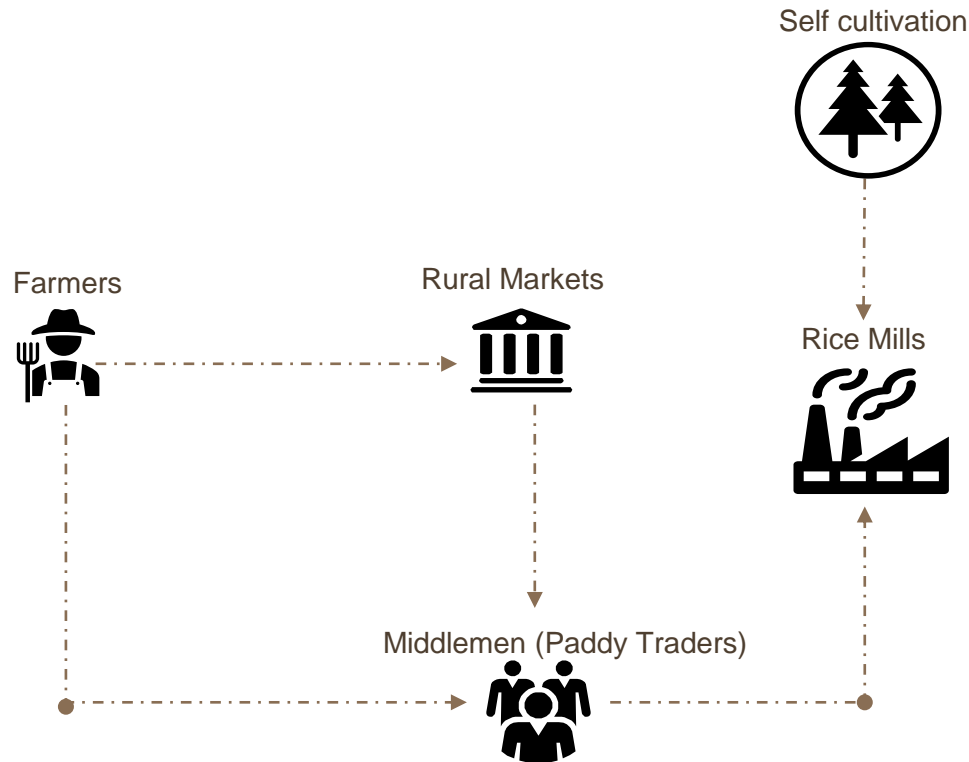 Self cultivation
Farmers
Rural Markets
Rice Mills
Middlemen (Paddy Traders)